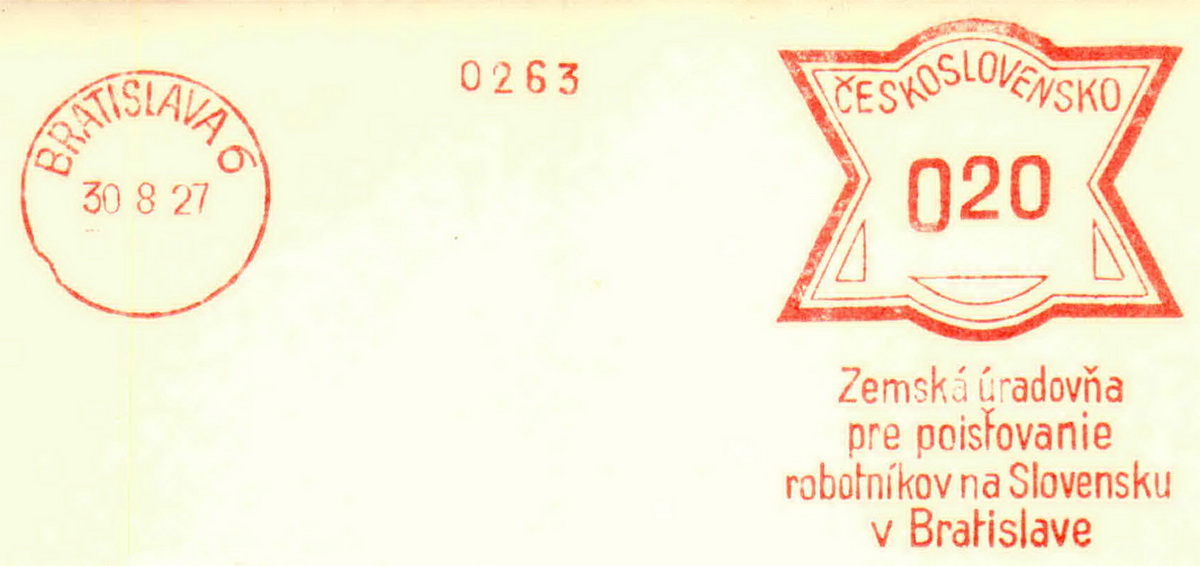 BRATISLAVA 6
30 8 27
0263
ČESKOSLOVENSKO
020
Zemská úradovňa
pre poisťovanie
robotníkov na Slovensku
v Bratislave